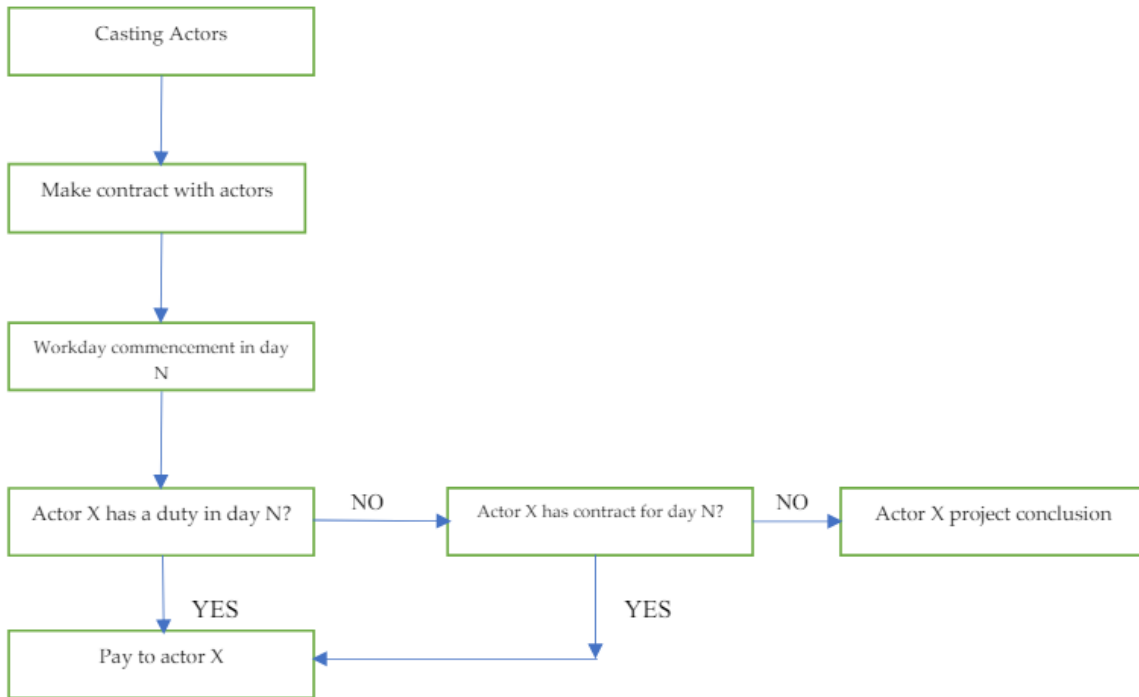 Casting Actors
Make contract with actors
Workday commencement in day
N
Actor X has a duty in day N?
NO
Actor X has contract for day N?
NO
Actor X project conclusion
YES
YES
Pay to actor X